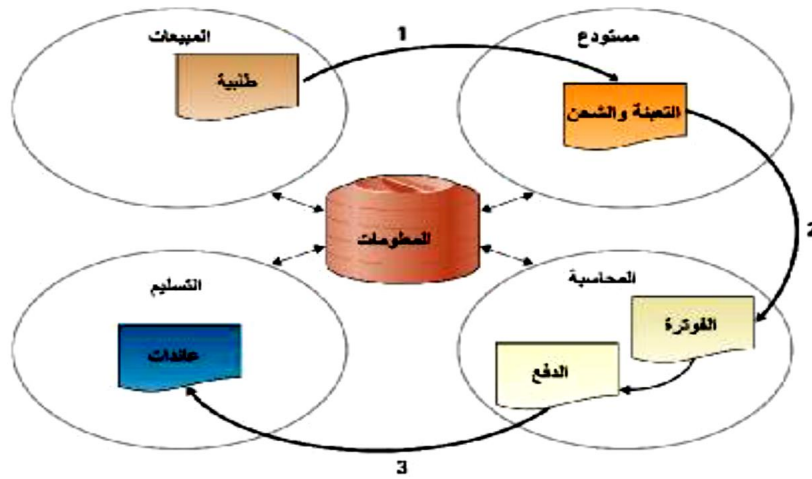 المبيعات
طلبية
1
مستودع
التعبئة والشحن
2
المعلومات
المحاسبة
الفوترة
الدفع
3
التسليم
عائدات